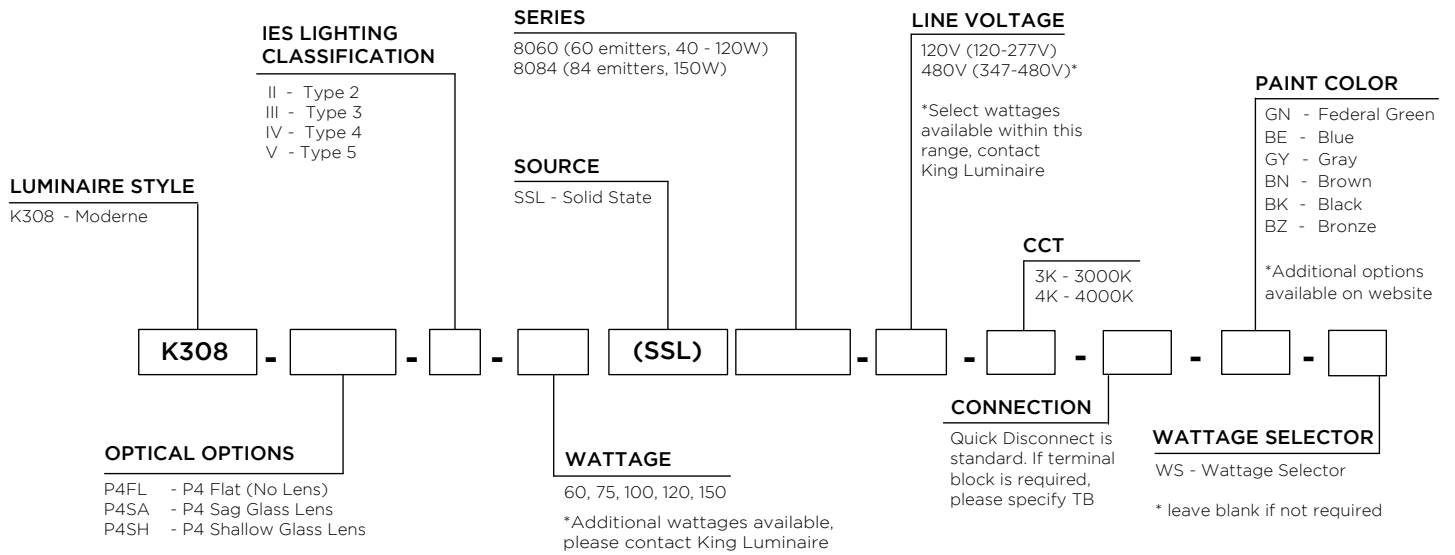 SERIES
8060 (60 emitters, 40 - 120W)
8084 (84 emitters, 150W)
LINE VOLTAGE
120V (120-277V)
480V (347-480V)*
*Select wattages
available within this
range, contact
King Luminaire
IES LIGHTING
CLASSIFICATION
II - Type 2
III - Type 3
IV - Type 4
V - Type 5
PAINT COLOR
GN - Federal Green
BE - Blue
GY - Gray
BN - Brown
BK - Black
BZ - Bronze
*Additional options
available on website
SOURCE
SSL - Solid State
LUMINAIRE STYLE
K308 - Moderne
CCT
3K - 3000K
4K - 4000K
K308 - - - (SSL) - - - - -
OPTICAL OPTIONS
P4FL - P4 Flat (No Lens)
P4SA - P4 Sag Glass Lens
P4SH - P4 Shallow Glass Lens
WATTAGE
60, 75, 100, 120, 150
*Additional wattages available,
please contact King Luminaire
CONNECTION
Quick Disconnect is
standard. If terminal
block is required,
please specify TB
WATTAGE SELECTOR
WS - Wattage Selector
* leave blank if not required